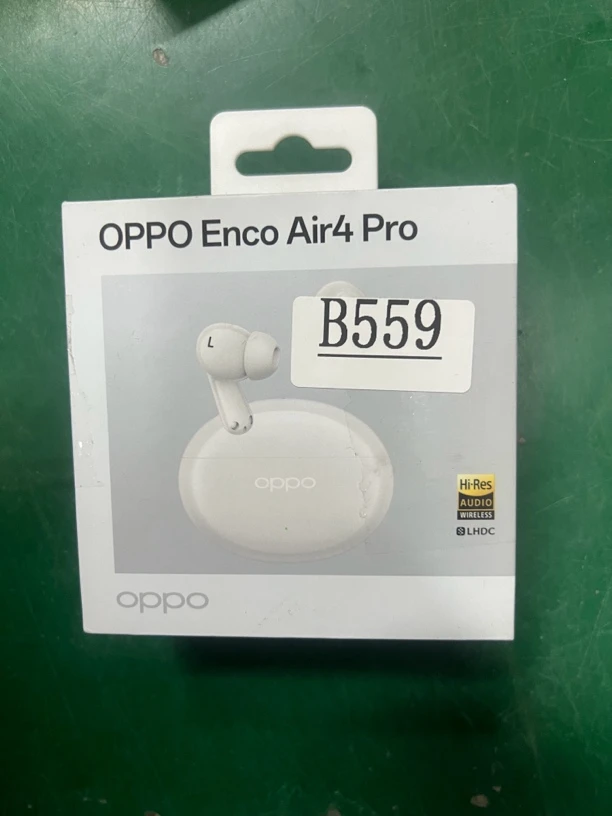 OPPO Enco Air4 Pro
B559
L
oppo
Hi-Res
AUDIO
WIRELESS
LHDC
oppo